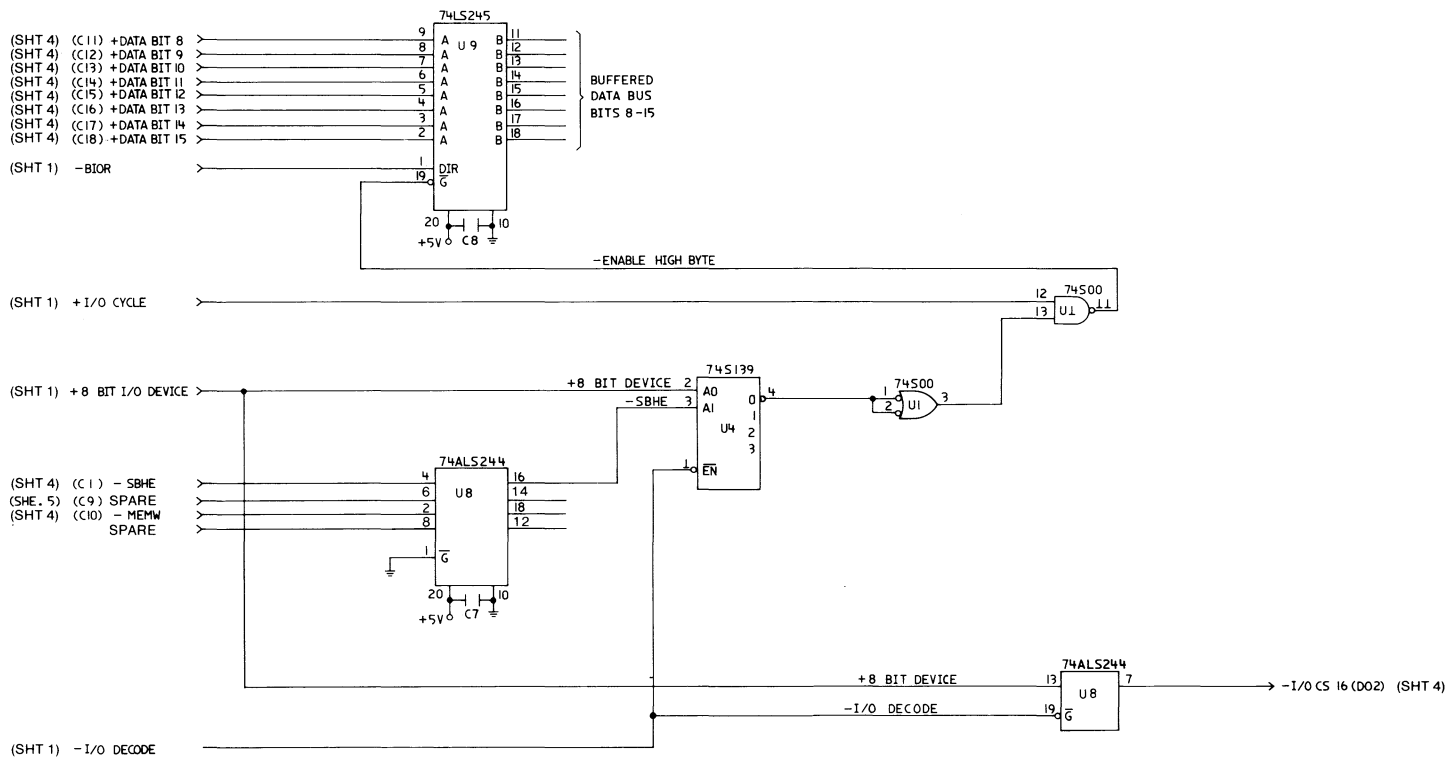 74LS245
(SHT 4) (C11) +DATA BIT 8 9 A U9 B 11
(SHT 4) (C12) +DATA BIT 9 8 A B 12
(SHT 4) (C13) +DATA BIT 10 7 A B 13
(SHT 4) (C14) +DATA BIT 11 6 A B 14
(SHT 4) (C15) +DATA BIT 12 5 A B 15
(SHT 4) (C16) +DATA BIT 13 4 A B 16
(SHT 4) (C17) +DATA BIT 14 3 A B 17
(SHT 4) (C18) +DATA BIT 15 2 A B 18
BUFFERED
DATA BUS
BITS 8-15
(SHT 1) -BIOR 1 DIR
19 G
20 10
+5V C8
-ENABLE HIGH BYTE
74S00
(SHT 1) + I/O CYCLE 12 U1 11
13
74S139
(SHT 1) +8 BIT I/O DEVICE +8 BIT DEVICE 2 A0 0 4
-SBHE 3 A1 1
U4 2
3
1 EN
74S00
1 U1 3
2
74ALS244
(SHT 4) (C1) - SBHE 4 U8 16
(SHE. 5) (C9) SPARE 6 14
(SHT 4) (C10) - MEMW 2 18
SPARE 8 12
1 G
20 10
+5V C7
74ALS244
+8 BIT DEVICE 13 U8 7 -I/O CS 16 (D02) (SHT 4)
-I/O DECODE 19 G
(SHT 1) -I/O DECODE